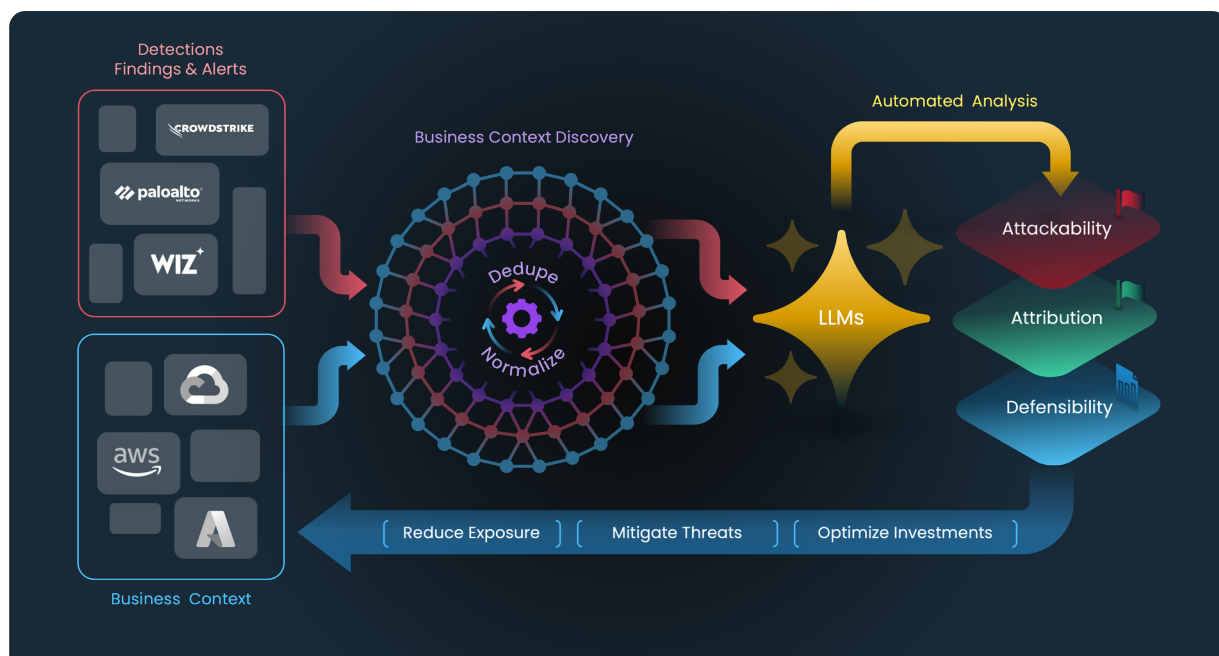 Detections
Findings & Alerts
CROWDSTRIKE
paloalto
NETWORKS
WIZ
aws
Business Context
Business Context Discovery
Dedupe
Normalize
LLMs
Automated Analysis
Attackability
Attribution
Defensibility
Reduce Exposure
Mitigate Threats
Optimize Investments